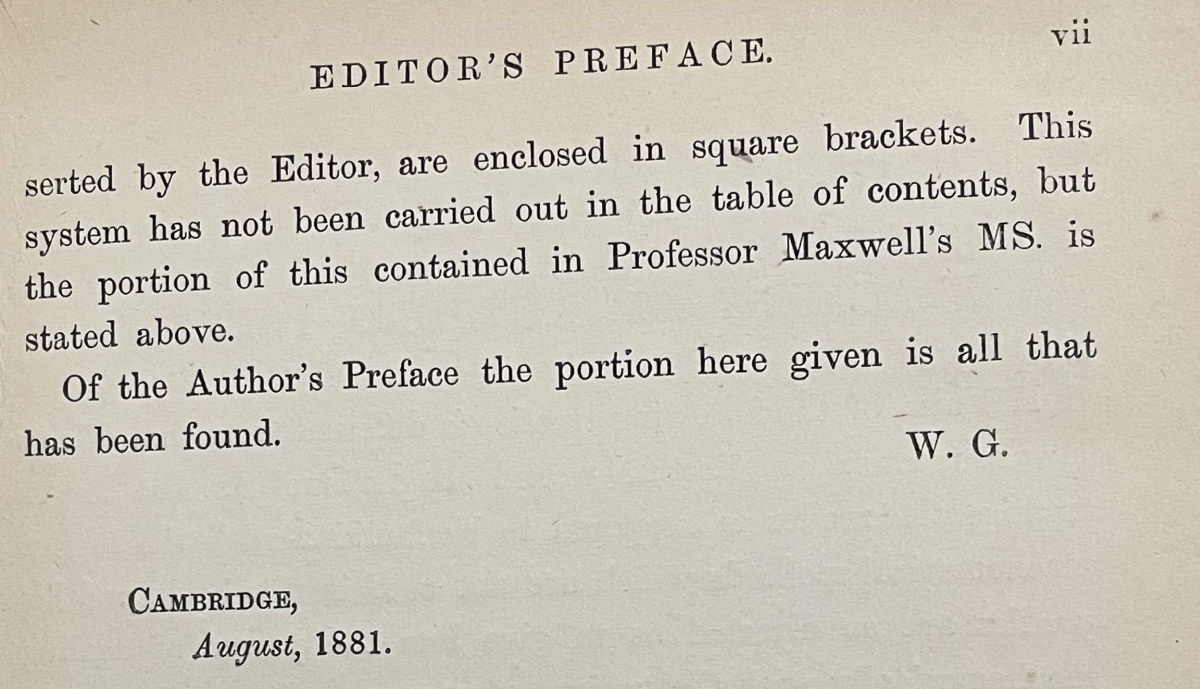 EDITOR'S PREFACE. vii
serted by the Editor, are enclosed in square brackets. This
system has not been carried out in the table of contents, but
the portion of this contained in Professor Maxwell's MS. is
stated above.
Of the Author's Preface the portion here given is all that
has been found.
W. G.
CAMBRIDGE,
August, 1881.